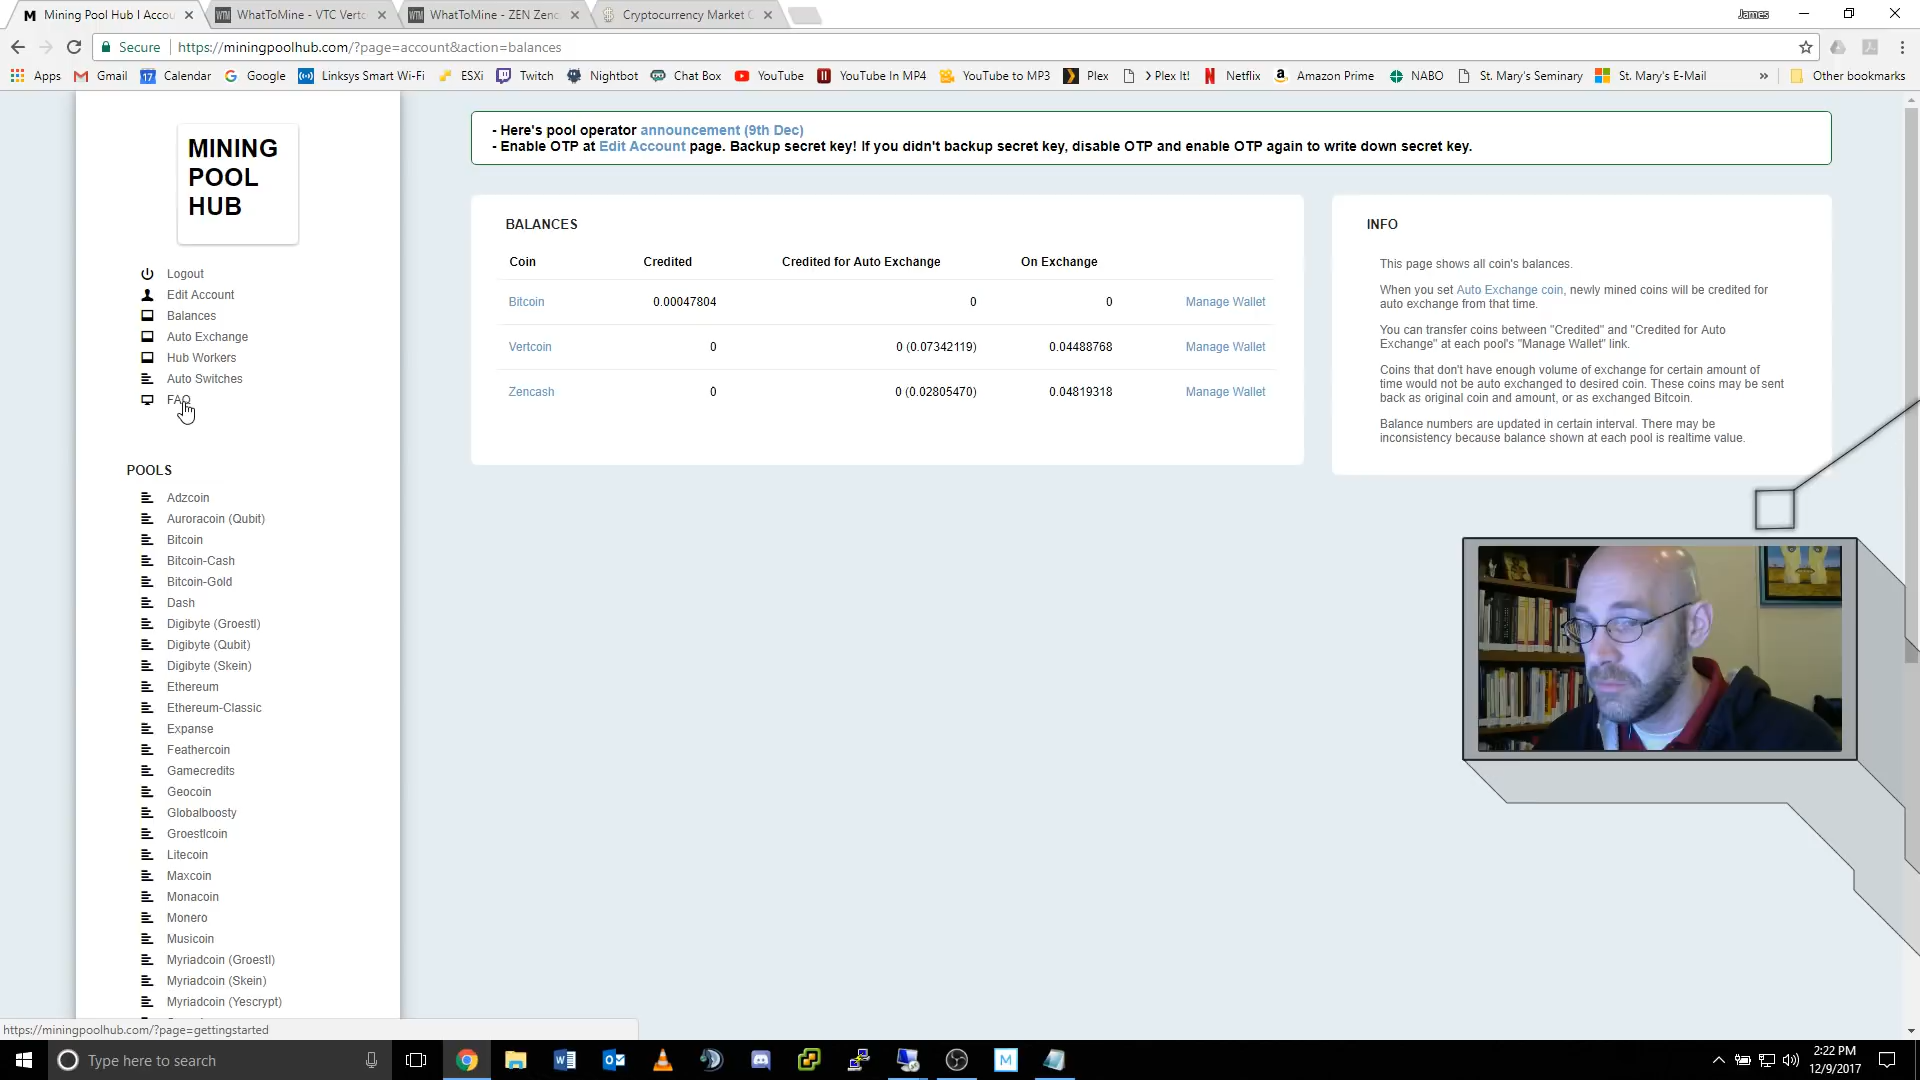 Mining Pool Hub I Accou
WhatToMine - VTC Vertc
WhatToMine - ZEN Zenc
Cryptocurrency Market C
James
Secure
https://miningpoolhub.com/?page=account&action=balances
Apps
Gmail
17
Calendar
Google
Linksys Smart Wi-Fi
ESXi
Twitch
Nightbot
Chat Box
YouTube
YouTube In MP4
YouTube to MP3
Plex
> Plex It!
Netflix
Amazon Prime
NABO
St. Mary's Seminary
St. Mary's E-Mail
»
Other bookmarks
MINING
POOL
HUB
Logout
Edit Account
Balances
Auto Exchange
Hub Workers
Auto Switches
FAQ
POOLS
Adzcoin
Auroracoin (Qubit)
Bitcoin
Bitcoin-Cash
Bitcoin-Gold
Dash
Digibyte (Groestl)
Digibyte (Qubit)
Digibyte (Skein)
Ethereum
Ethereum-Classic
Expanse
Feathercoin
Gamecredits
Geocoin
Globalboosty
Groestlcoin
Litecoin
Maxcoin
Monacoin
Monero
Musicoin
Myriadcoin (Groestl)
Myriadcoin (Skein)
Myriadcoin (Yescrypt)
- Here's pool operator announcement (9th Dec)
- Enable OTP at Edit Account page. Backup secret key! If you didn't backup secret key, disable OTP and enable OTP again to write down secret key.
BALANCES
Coin Credited Credited for Auto Exchange On Exchange
Bitcoin 0.00047804 0 0 Manage Wallet
Vertcoin 0 0 (0.07342119) 0.04488768 Manage Wallet
Zencash 0 0 (0.02805470) 0.04819318 Manage Wallet
INFO
This page shows all coin's balances.
When you set Auto Exchange coin, newly mined coins will be credited for
auto exchange from that time.
You can transfer coins between "Credited" and "Credited for Auto
Exchange" at each pool's "Manage Wallet" link.
Coins that don't have enough volume of exchange for certain amount of
time would not be auto exchanged to desired coin. These coins may be sent
back as original coin and amount, or as exchanged Bitcoin.
Balance numbers are updated in certain interval. There may be
inconsistency because balance shown at each pool is realtime value.
https://miningpoolhub.com/?page=gettingstarted
Type here to search
2:22 PM
12/9/2017